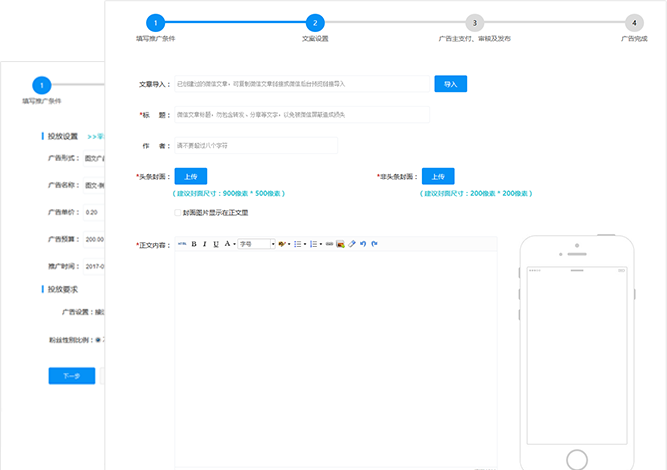 1
2
3
4
填写推广条件
文案设置
广告主支付、审核及发布
广告完成
文章导入：
已创建过的微信文章，可复制微信文章链接或微信后台预览链接导入
导入
*标 题：
微信文章标题，勿包含转发、分享等文字，以免被微信屏蔽造成损失
作 者：
请不要超过八个字符
*头条封面：
上传
（建议封面尺寸：900像素 * 500像素）
*非头条封面：
上传
（建议封面尺寸：200像素 * 200像素）
封面图片显示在正文里
*正文内容：
HTML B I U A 字号
1
填写推广条件
投放设置
>>
广告形式：
图文广
广告名称：
图文-
广告单价：
0.20
广告预算：
200.00
推广时间：
2017-0
投放要求
广告设置：
粉丝性别比例：
下一步